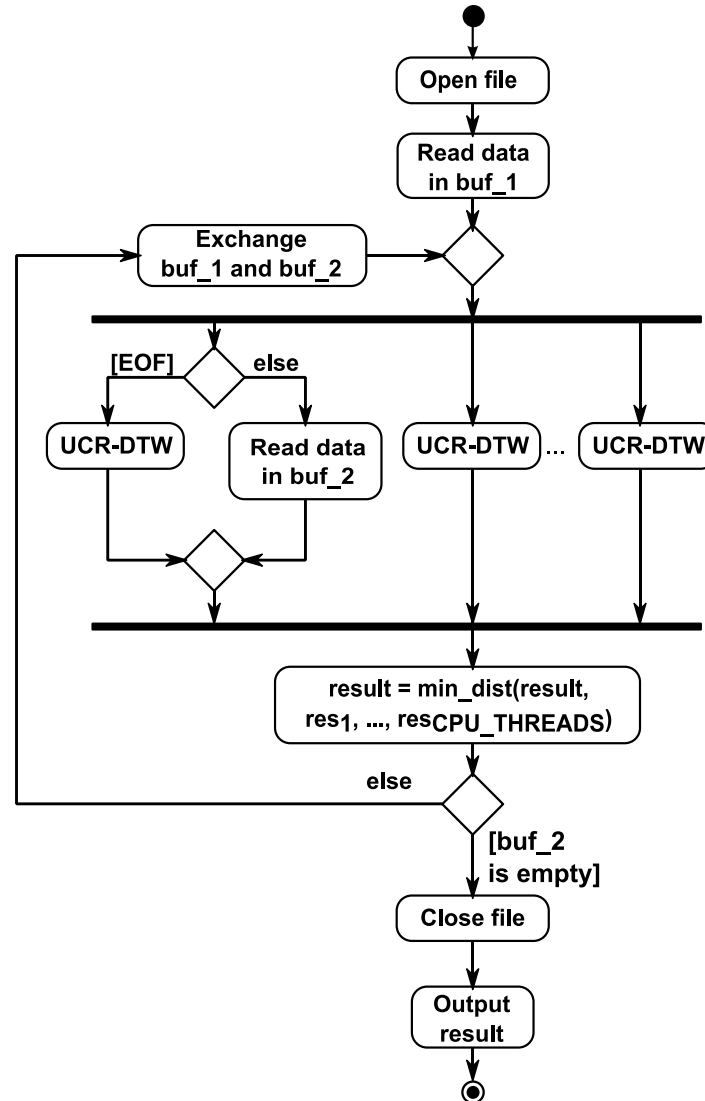 Open file
Read data
in buf_1
Exchange
buf_1 and buf_2
[EOF]
else
UCR-DTW
Read data
in buf_2
UCR-DTW
...
UCR-DTW
result = min_dist(result,
res1, ..., resCPU_THREADS)
else
[buf_2
is empty]
Close file
Output
result